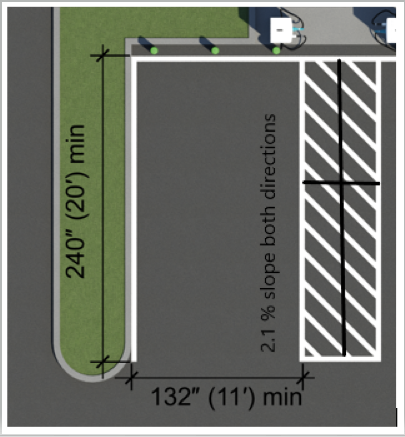 240" (20') min
2.1 % slope both directions
132" (11') min